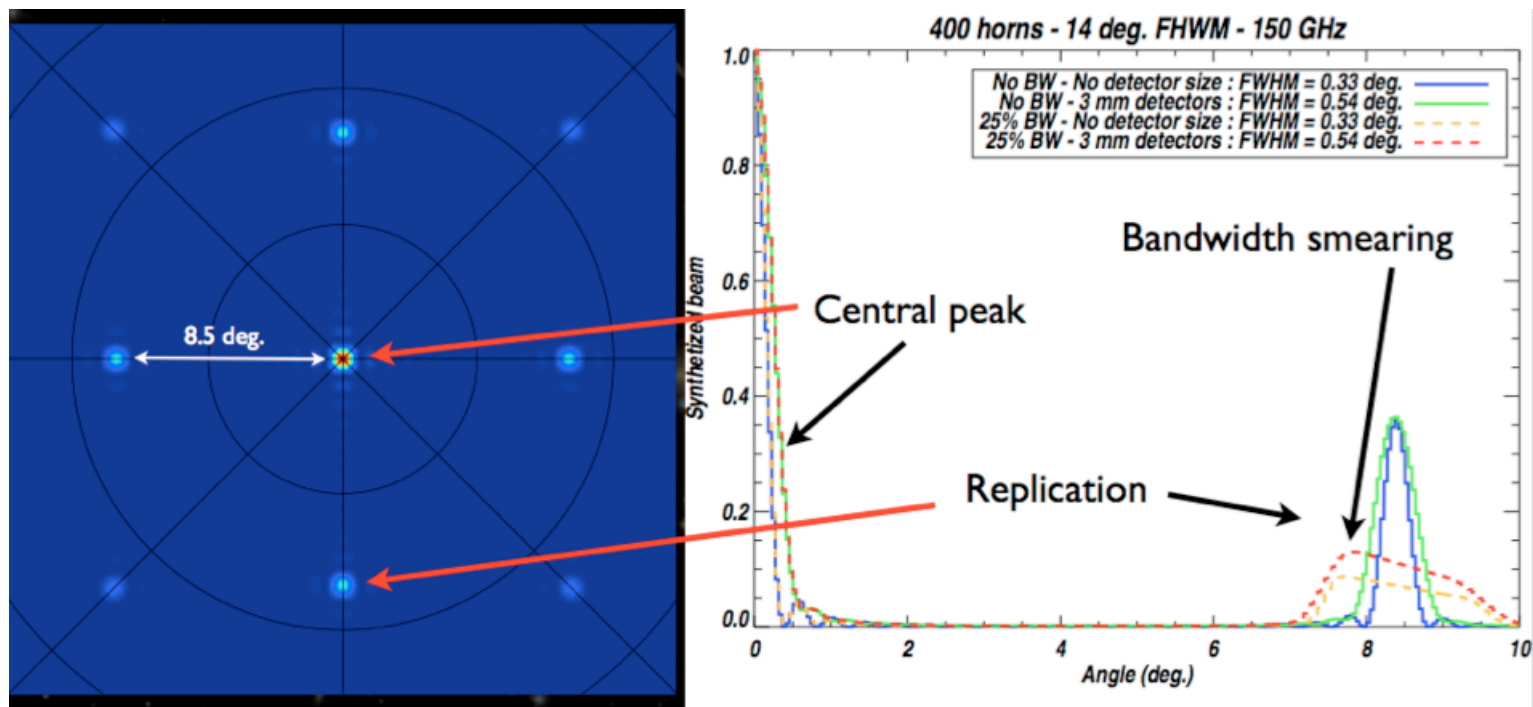 8.5 deg.
400 horns - 14 deg. FHWM - 150 GHz
No BW - No detector size : FWHM = 0.33 deg.
No BW - 3 mm detectors : FWHM = 0.54 deg.
25% BW - No detector size : FWHM = 0.33 deg.
25% BW - 3 mm detectors : FWHM = 0.54 deg.
Bandwidth smearing
Central peak
Replication
Synthetized beam
1.0
0.8
0.6
0.4
0.2
0.0
0 2 4 6 8 10
Angle (deg.)